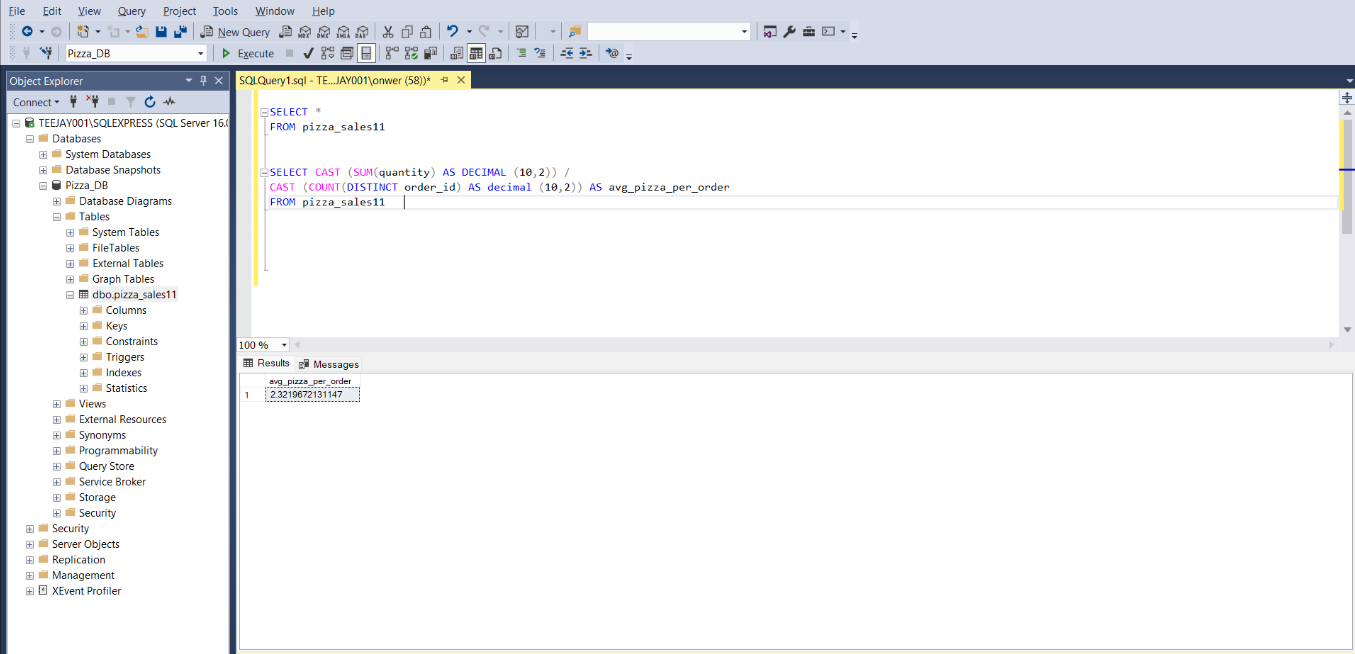 File Edit View Query Project Tools Window Help
New Query
Pizza_DB Execute
Object Explorer
Connect
TEEJAY001\SQLEXPRESS (SQL Server 16.0
Databases
System Databases
Database Snapshots
Pizza_DB
Database Diagrams
Tables
System Tables
FileTables
External Tables
Graph Tables
dbo.pizza_sales11
Columns
Keys
Constraints
Triggers
Indexes
Statistics
Views
External Resources
Synonyms
Programmability
Query Store
Service Broker
Storage
Security
Security
Server Objects
Replication
Management
XEvent Profiler
SQLQuery1.sql - TE...JAY001\onwer (58))*
SELECT *
FROM pizza_sales11
SELECT CAST (SUM(quantity) AS DECIMAL (10,2)) /
CAST (COUNT(DISTINCT order_id) AS decimal (10,2)) AS avg_pizza_per_order
FROM pizza_sales11
100 %
Results Messages
avg_pizza_per_order
1 2.3219672131147